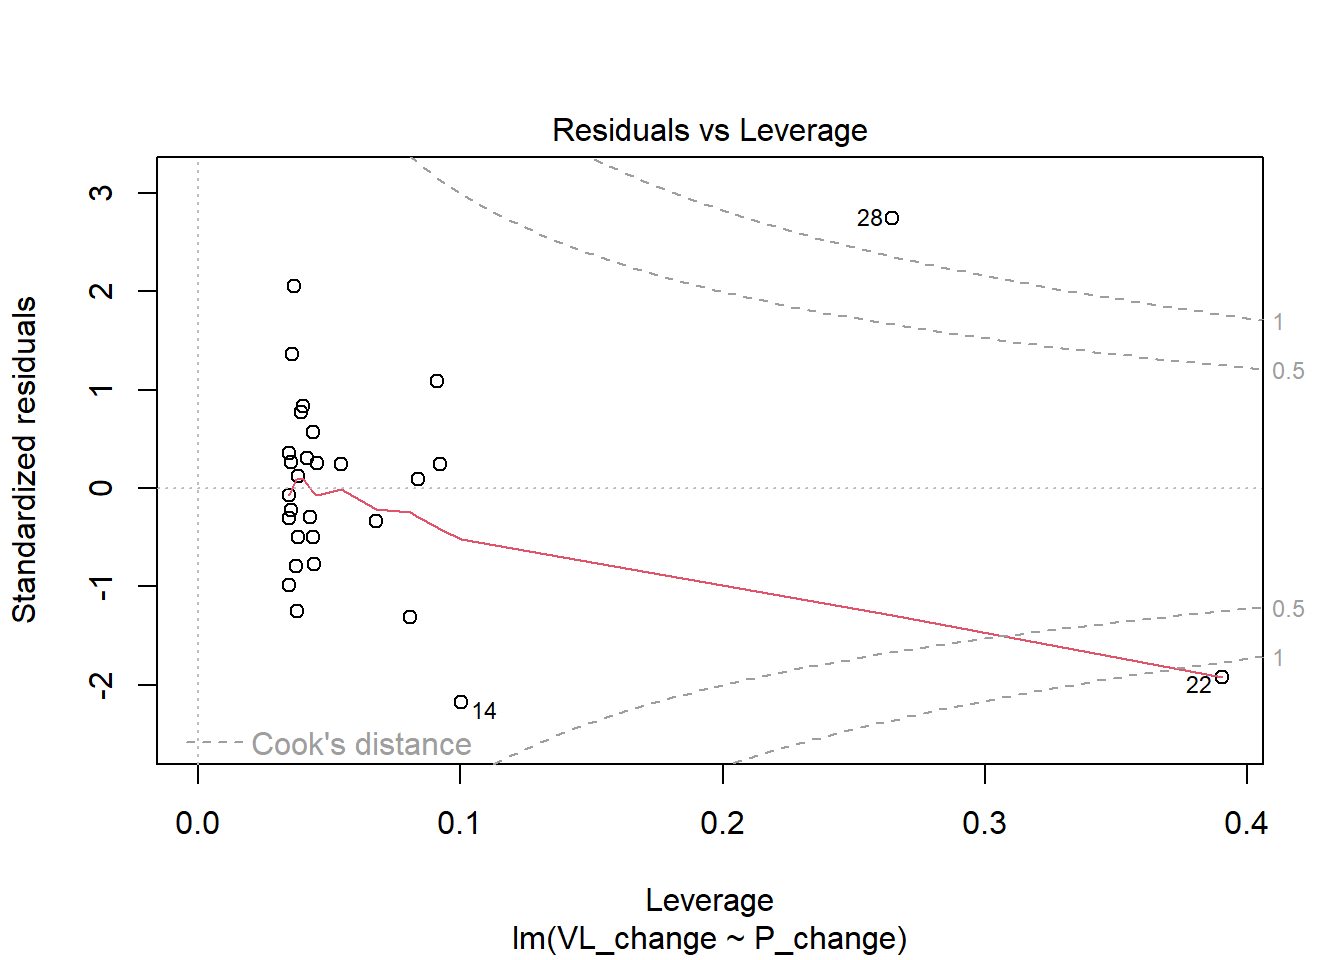 Residuals vs Leverage
3
2
1
0
-1
-2
Standardized residuals
28
1
0.5
0.5
1
22
14
Cook's distance
0.0 0.1 0.2 0.3 0.4
Leverage
lm(VL_change ~ P_change)